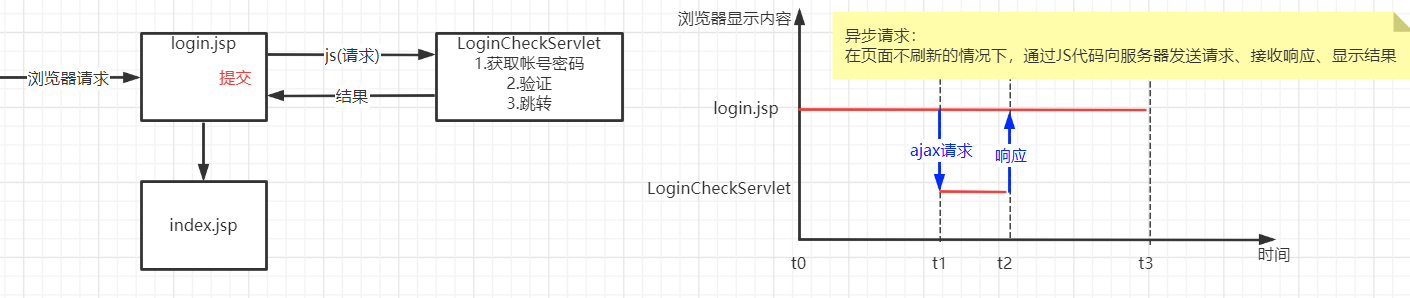 浏览器请求
login.jsp
提交
js(请求)
结果
LoginCheckServlet
1.获取帐号密码
2.验证
3.跳转
index.jsp
浏览器显示内容
异步请求：
在页面不刷新的情况下，通过JS代码向服务器发送请求、接收响应、显示结果
login.jsp
ajax请求
响应
LoginCheckServlet
t0
t1
t2
t3
时间